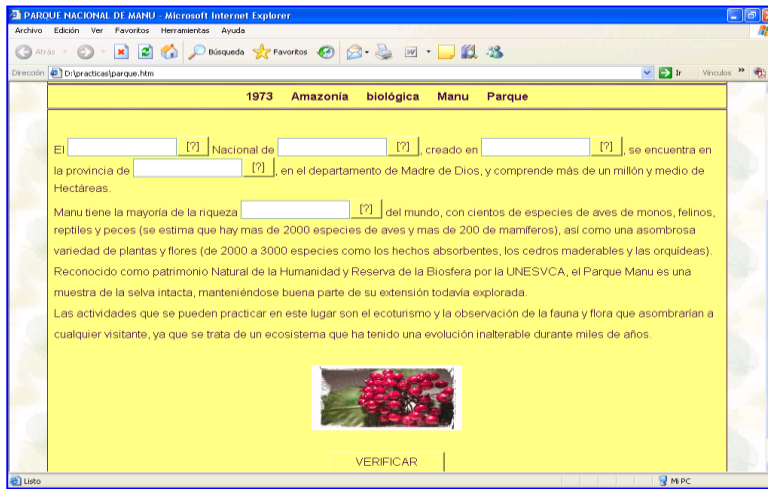 PARQUE NACIONAL DE MANU - Microsoft Internet Explorer
Archivo Edición Ver Favoritos Herramientas Ayuda
Atrás Búsqueda Favoritos
Dirección D:\practicas\parque.htm Ir Vínculos »
1973 Amazonía biológica Manu Parque
El [?] Nacional de [?], creado en [?], se encuentra en
la provincia de [?], en el departamento de Madre de Dios, y comprende más de un millón y medio de
Hectáreas.
Manu tiene la mayoría de la riqueza [?] del mundo, con cientos de especies de aves de monos, felinos,
reptiles y peces (se estima que hay mas de 2000 especies de aves y mas de 200 de mamíferos), así como una asombrosa
variedad de plantas y flores (de 2000 a 3000 especies como los hechos absorbentes, los cedros maderables y las orquídeas).
Reconocido como patrimonio Natural de la Humanidad y Reserva de la Biosfera por la UNESVCA, el Parque Manu es una
muestra de la selva intacta, manteniéndose buena parte de su extensión todavía explorada.
Las actividades que se pueden practicar en este lugar son el ecoturismo y la observación de la fauna y flora que asombrarían a
cualquier visitante, ya que se trata de un ecosistema que ha tenido una evolución inalterable durante miles de años.
VERIFICAR
Listo Mi PC